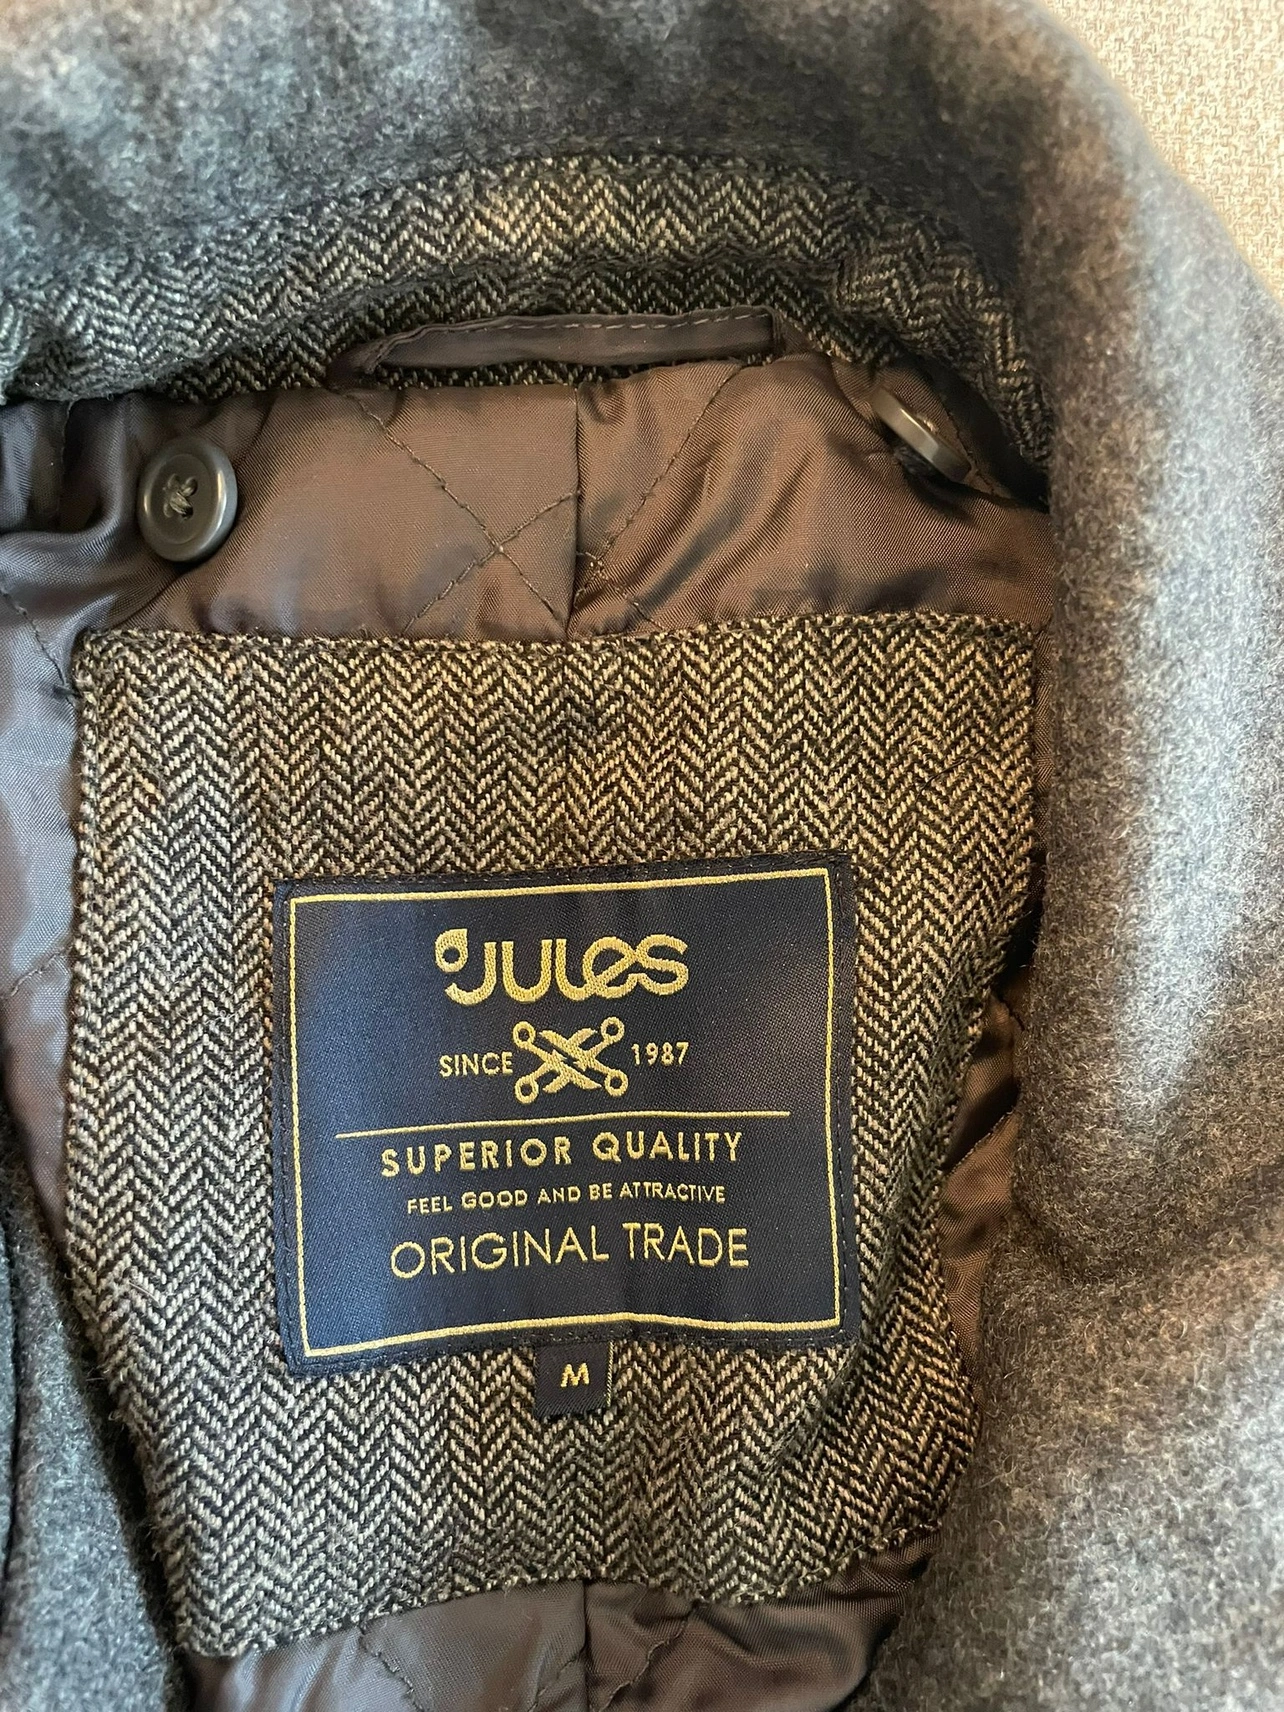 JULES
SINCE 1987
SUPERIOR QUALITY
FEEL GOOD AND BE ATTRACTIVE
ORIGINAL TRADE
M